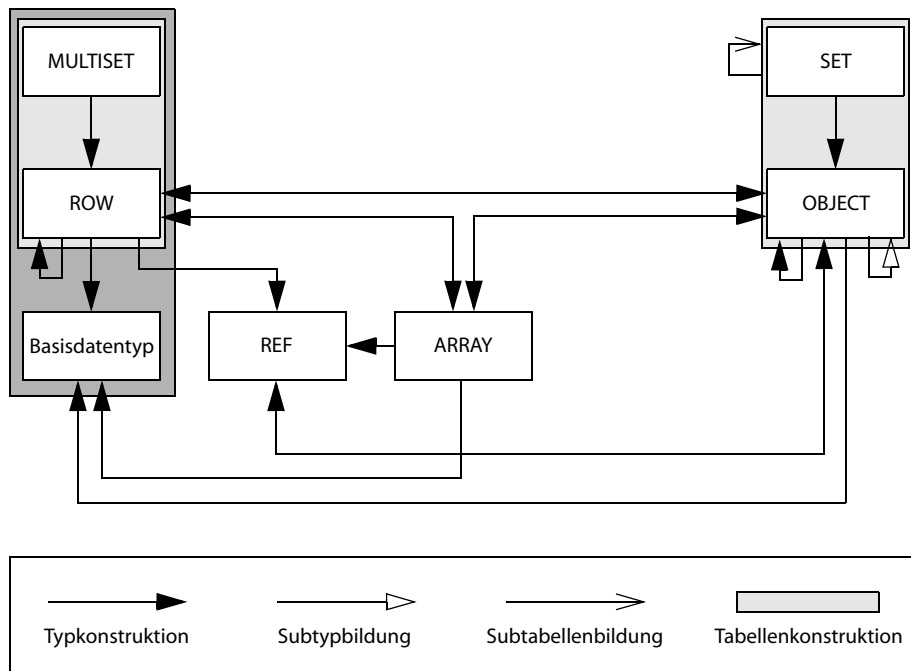 MULTISET
SET
ROW
OBJECT
Basisdatentyp
REF
ARRAY
Typkonstruktion
Subtypbildung
Subtabellenbildung
Tabellenkonstruktion